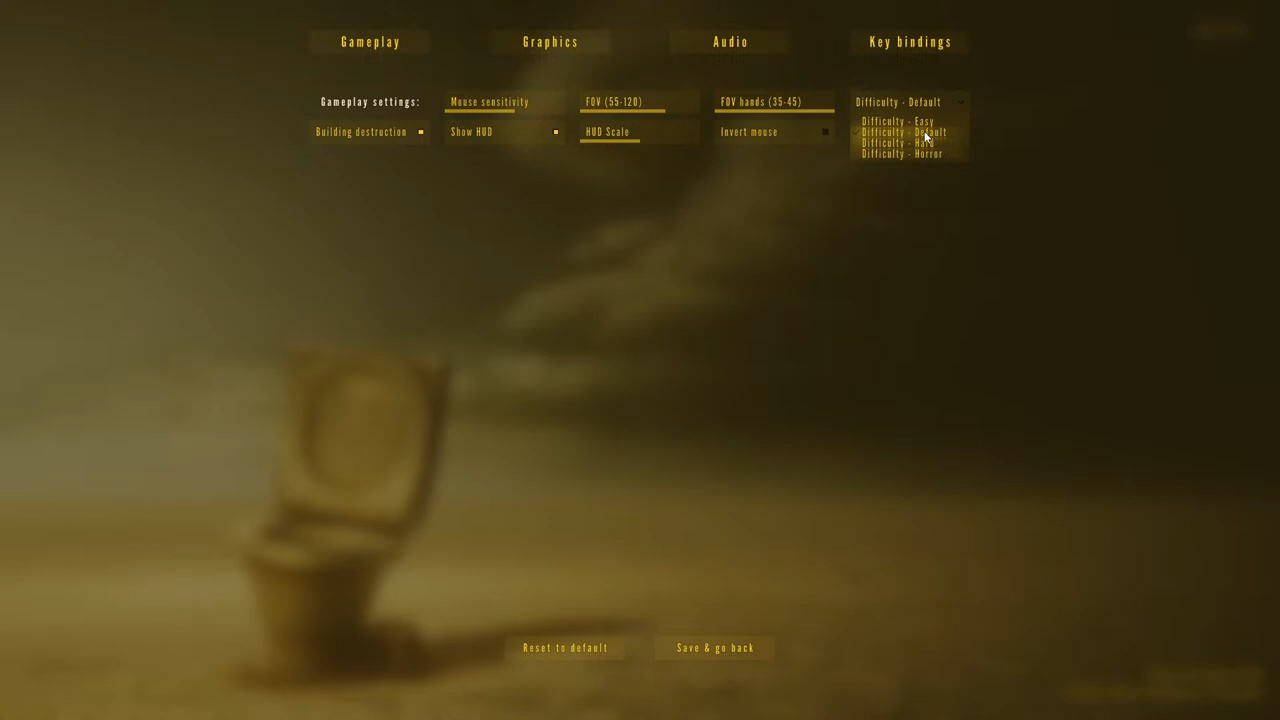 Gameplay
Graphics
Audio
Key bindings
Gameplay settings:
Mouse sensitivity
FOV (55-120)
FOV hands (35-45)
Difficulty - Default
Building destruction
Show HUD
HUD Scale
Invert mouse
Difficulty - Easy
Difficulty - Default
Difficulty - Hard
Difficulty - Horror
Reset to default
Save & go back